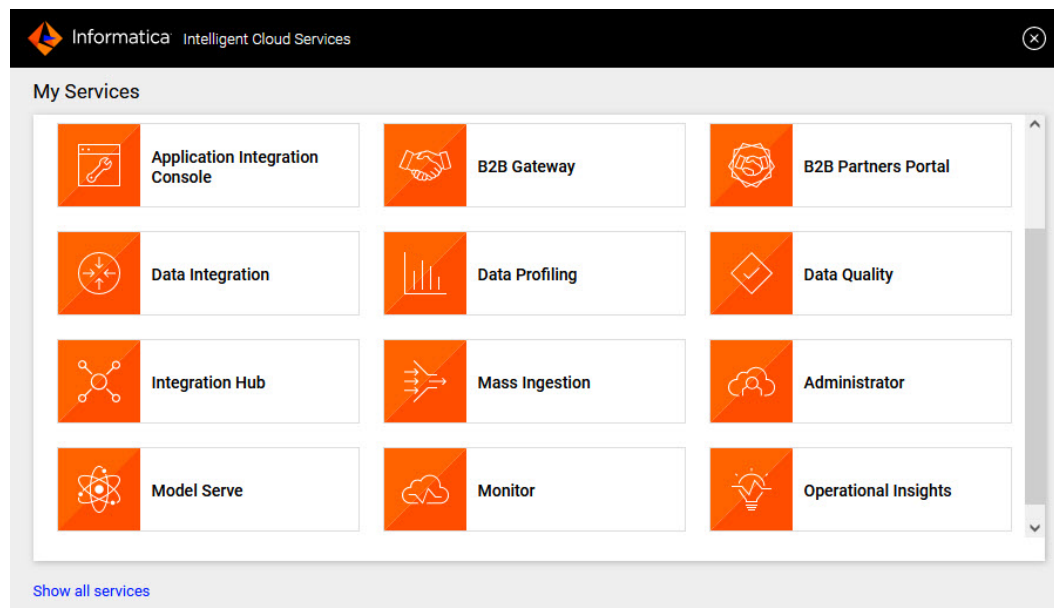 Informatica Intelligent Cloud Services
My Services
Application Integration
Console
B2B Gateway
B2B Partners Portal
Data Integration
Data Profiling
Data Quality
Integration Hub
Mass Ingestion
Administrator
Model Serve
Monitor
Operational Insights
Show all services